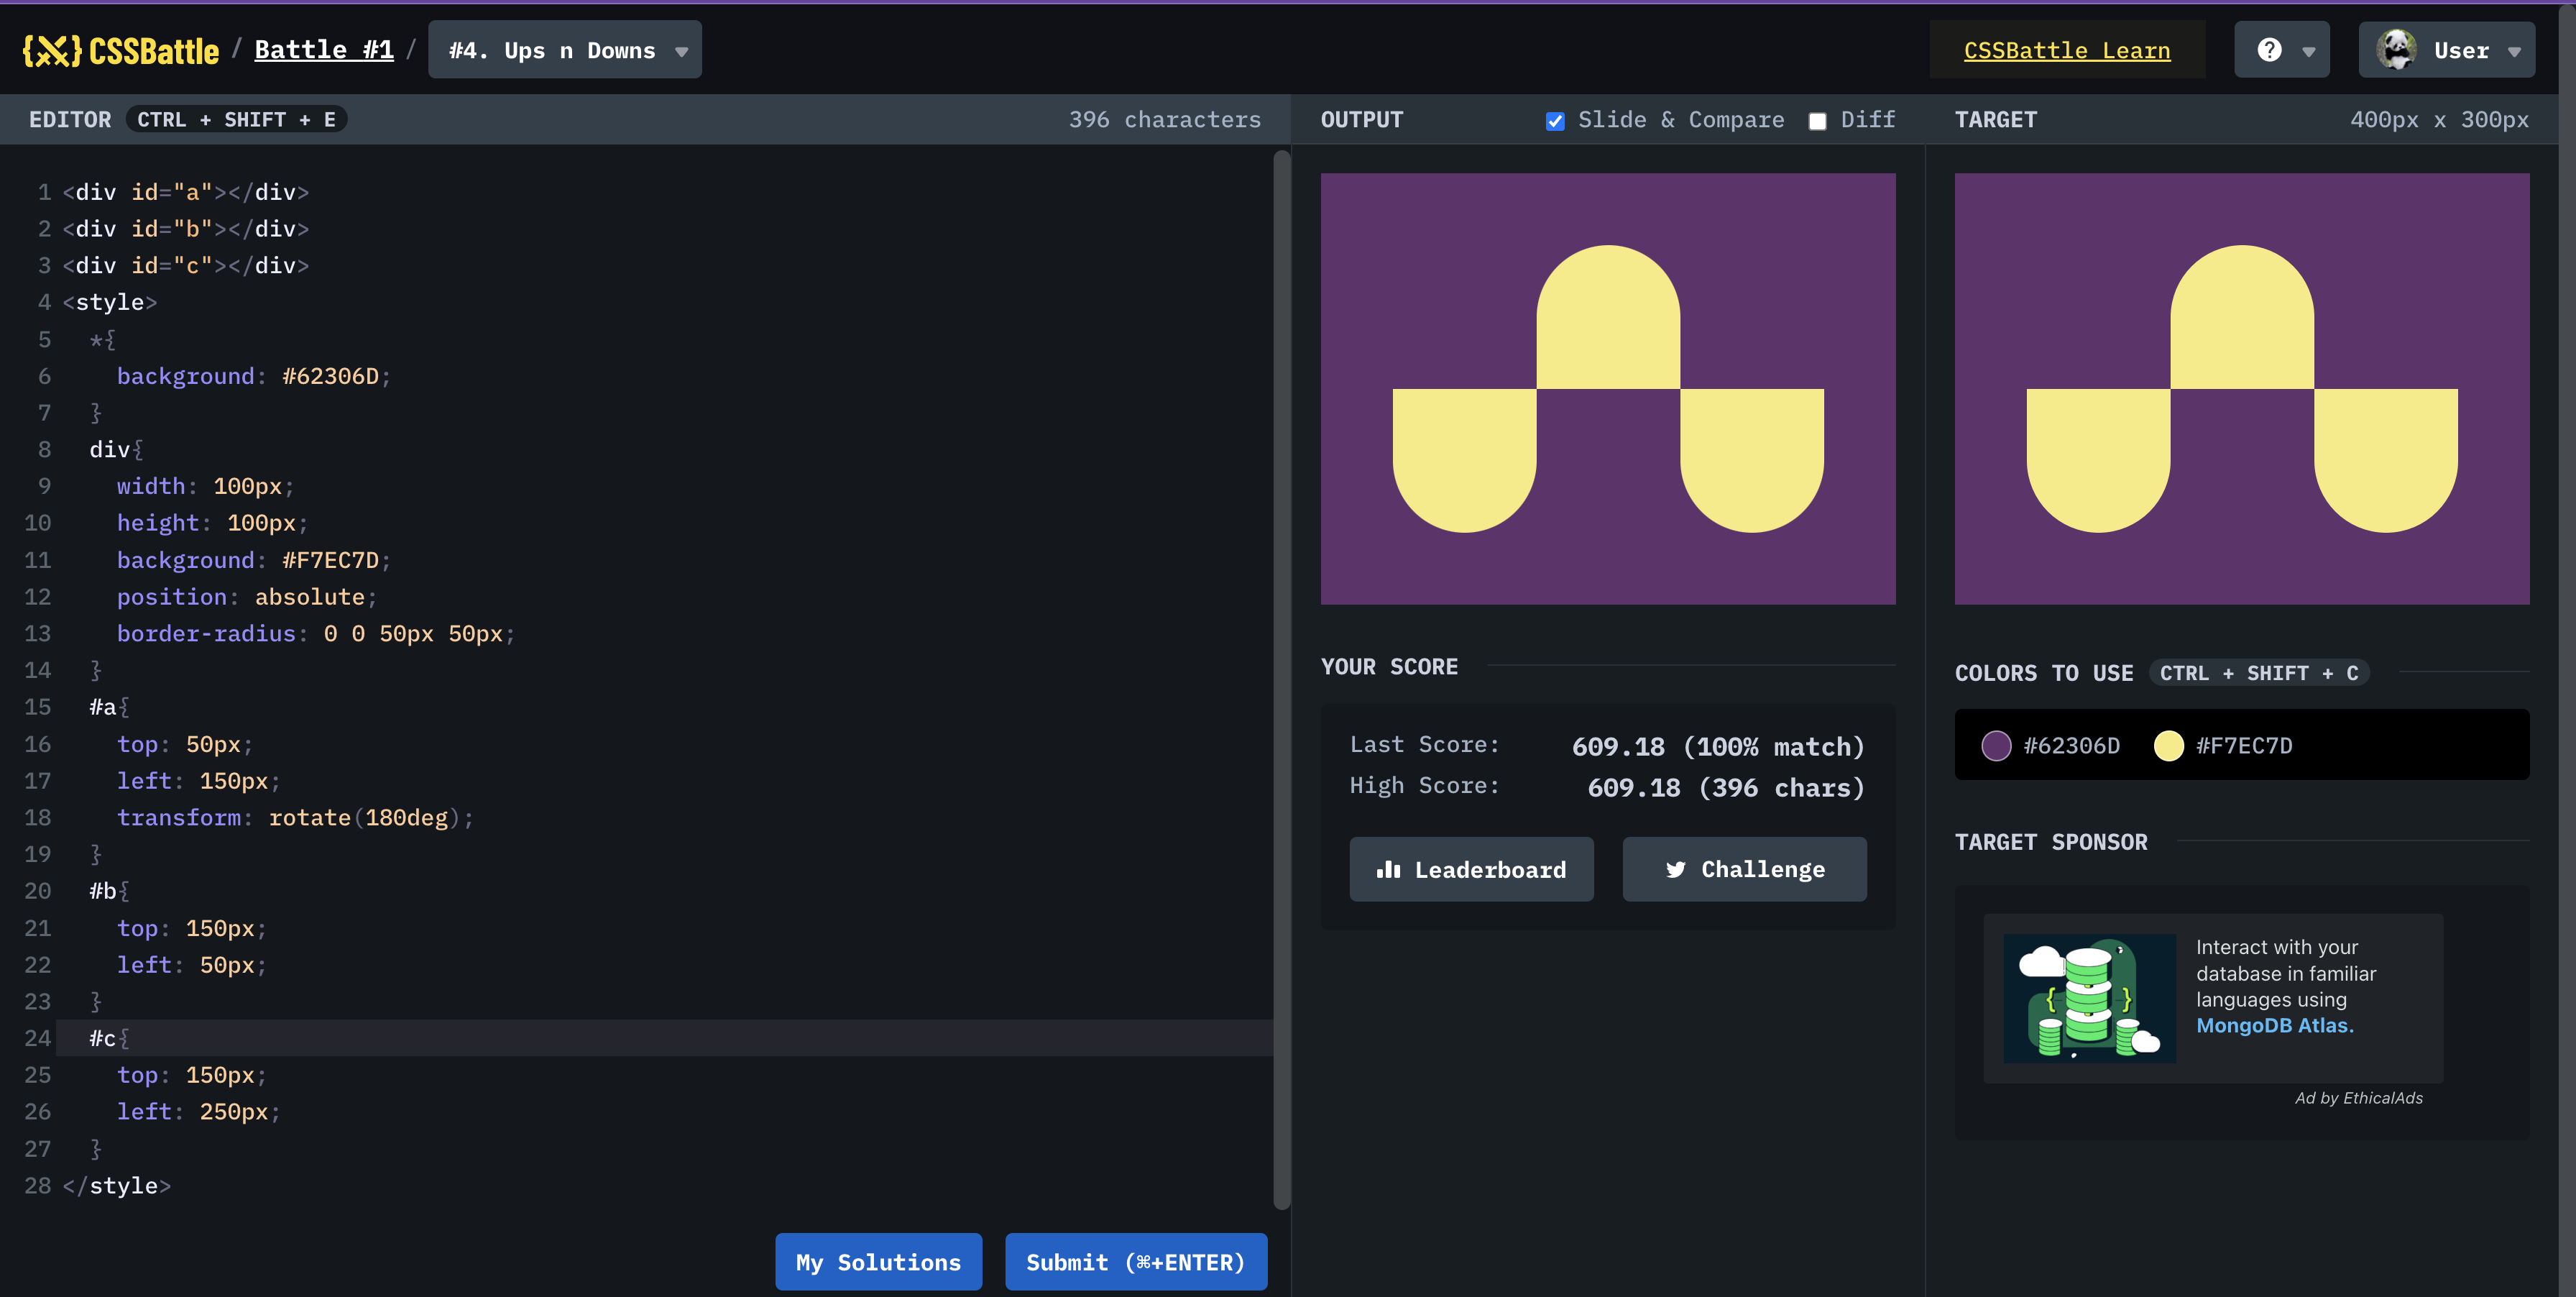 {X} CSSBattle / Battle #1 / #4. Ups n Downs
CSSBattle Learn
?
User
EDITOR CTRL + SHIFT + E
396 characters
OUTPUT
Slide & Compare
Diff
TARGET
400px x 300px
1 <div id="a"></div>
2 <div id="b"></div>
3 <div id="c"></div>
4 <style>
5 *{
6 background: #62306D;
7 }
8 div{
9 width: 100px;
10 height: 100px;
11 background: #F7EC7D;
12 position: absolute;
13 border-radius: 0 0 50px 50px;
14 }
15 #a{
16 top: 50px;
17 left: 150px;
18 transform: rotate(180deg);
19 }
20 #b{
21 top: 150px;
22 left: 50px;
23 }
24 #c{
25 top: 150px;
26 left: 250px;
27 }
28 </style>
My Solutions
Submit (⌘+ENTER)
YOUR SCORE
Last Score: 609.18 (100% match)
High Score: 609.18 (396 chars)
Leaderboard
Challenge
COLORS TO USE CTRL + SHIFT + C
#62306D
#F7EC7D
TARGET SPONSOR
{ }
Interact with your
database in familiar
languages using
MongoDB Atlas.
Ad by EthicalAds